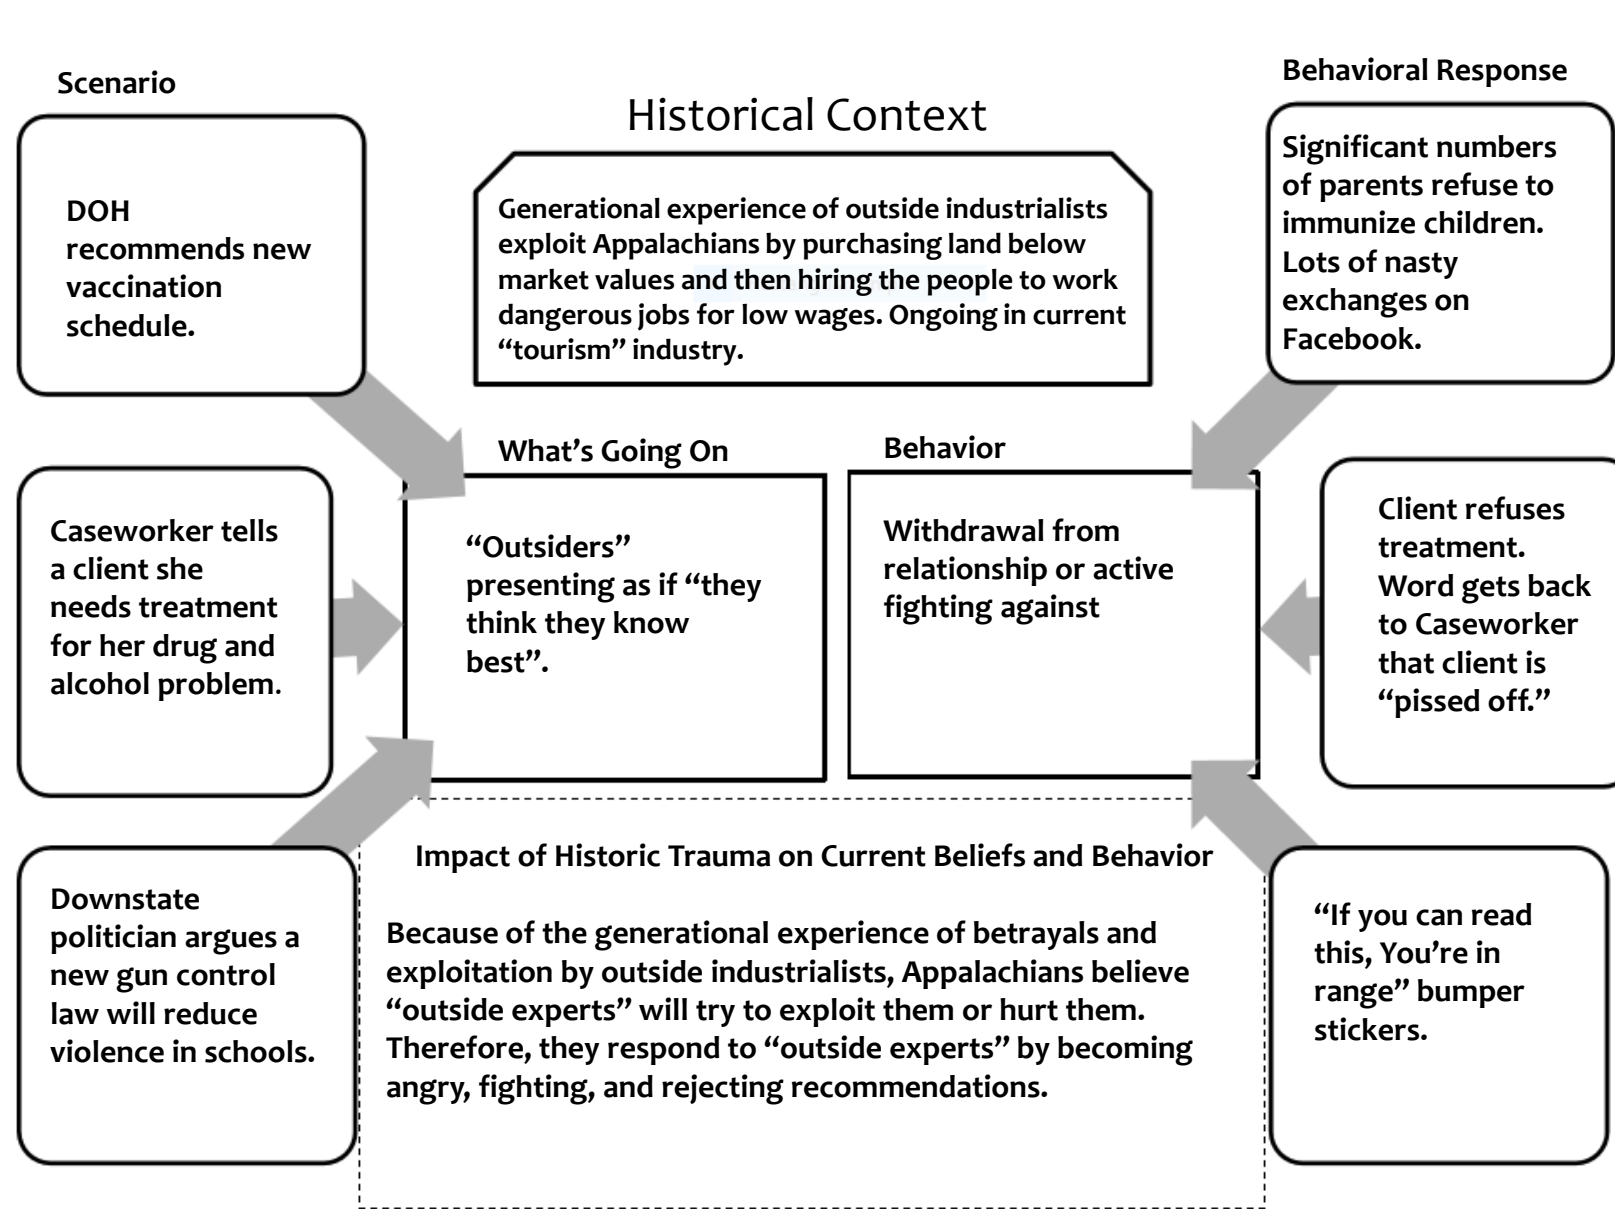 Scenario
DOH
recommends new
vaccination
schedule.
Caseworker tells
a client she
needs treatment
for her drug and
alcohol problem.
Downstate
politician argues a
new gun control
law will reduce
violence in schools.
Historical Context
Generational experience of outside industrialists
exploit Appalachians by purchasing land below
market values and then hiring the people to work
dangerous jobs for low wages. Ongoing in current
“tourism” industry.
What’s Going On
“Outsiders”
presenting as if “they
think they know
best”.
Behavior
Withdrawal from
relationship or active
fighting against
Impact of Historic Trauma on Current Beliefs and Behavior
Because of the generational experience of betrayals and
exploitation by outside industrialists, Appalachians believe
“outside experts” will try to exploit them or hurt them.
Therefore, they respond to “outside experts” by becoming
angry, fighting, and rejecting recommendations.
Behavioral Response
Significant numbers
of parents refuse to
immunize children.
Lots of nasty
exchanges on
Facebook.
Client refuses
treatment.
Word gets back
to Caseworker
that client is
“pissed off.”
“If you can read
this, You’re in
range” bumper
stickers.